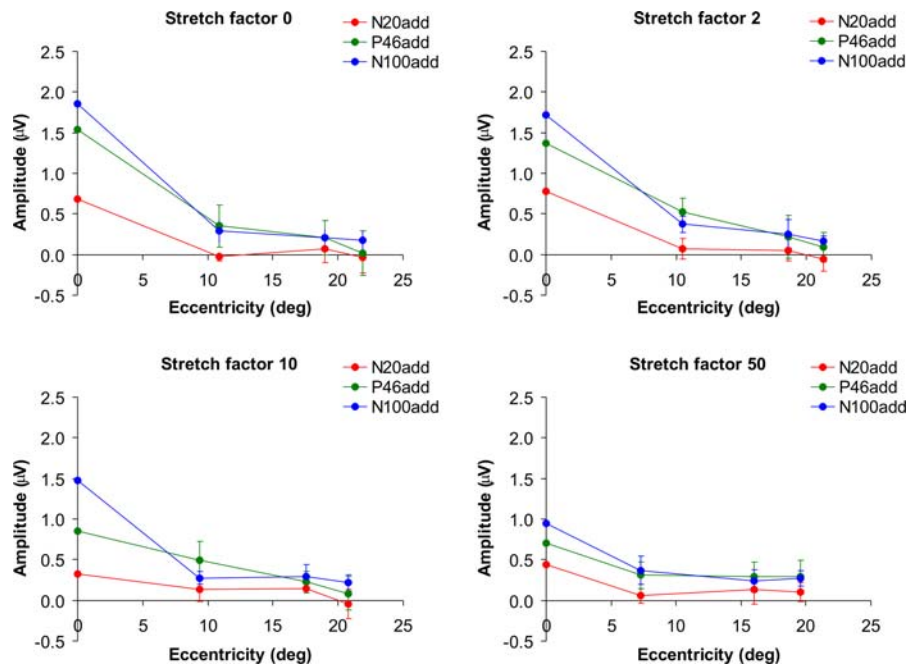 Stretch factor 0
N20add
P46add
N100add
2.5
2.0
1.5
1.0
0.5
0.0
-0.5
Amplitude (µV)
0 5 10 15 20 25
Eccentricity (deg)
Stretch factor 2
N20add
P46add
N100add
2.5
2.0
1.5
1.0
0.5
0.0
-0.5
Amplitude (µV)
0 5 10 15 20 25
Eccentricity (deg)
Stretch factor 10
N20add
P46add
N100add
2.5
2.0
1.5
1.0
0.5
0.0
-0.5
Amplitude (µV)
0 5 10 15 20 25
Eccentricity (deg)
Stretch factor 50
N20add
P46add
N100add
2.5
2.0
1.5
1.0
0.5
0.0
-0.5
Amplitude (µV)
0 5 10 15 20 25
Eccentricity (deg)